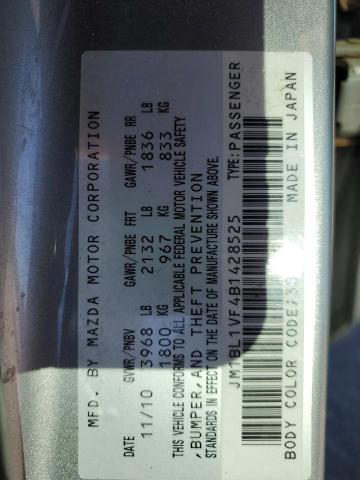 MFD. BY MAZDA MOTOR CORPORATION
DATE GVWR/PNBV GAWR/PNBE FRT GAWR/PNBE RR
11/10 3968 LB 2132 LB 1836 LB
1800 KG 967 KG 833 KG
THIS VEHICLE CONFORMS TO ALL APPLICABLE FEDERAL MOTOR VEHICLE SAFETY
,BUMPER,AND THEFT PREVENTION
STANDARDS IN EFFECT ON THE DATE OF MANUFACTURE SHOWN ABOVE.
JM1BL1VF4B1428525 TYPE:PASSENGER
BODY COLOR CODE: MADE IN JAPAN